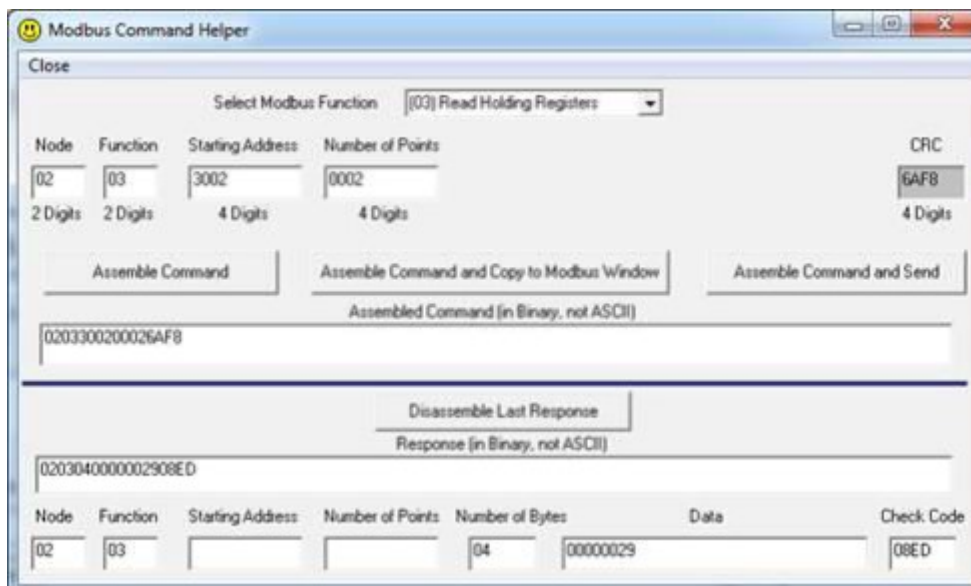 Modbus Command Helper
Close
Select Modbus Function (03) Read Holding Registers
Node Function Starting Address Number of Points CRC
02 03 3002 0002 6AF8
2 Digits 2 Digits 4 Digits 4 Digits 4 Digits
Assemble Command Assemble Command and Copy to Modbus Window Assemble Command and Send
Assembled Command (in Binary, not ASCII)
0203300200026AF8
Disassemble Last Response
Response (in Binary, not ASCII)
0203040000002908ED
Node Function Starting Address Number of Points Number of Bytes Data Check Code
02 03 04 00000029 08ED